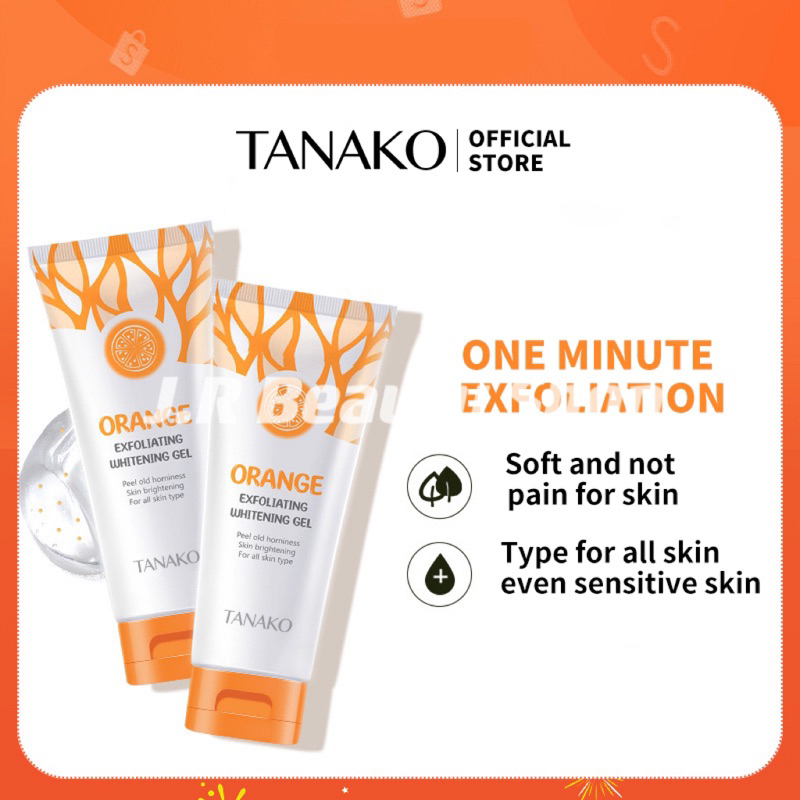 TANAKO
OFFICIAL
STORE
ONE MINUTE
EXFOLIATION
Soft and not
pain for skin
Type for all skin
even sensitive skin
ORANGE
EXFOLIATING
WHITENING GEL
Peel old horniness
Skin brightening
For all skin type
TANAKO
ORANGE
EXFOLIATING
WHITENING GEL
Peel old horniness
Skin brightening
For all skin type
TANAKO